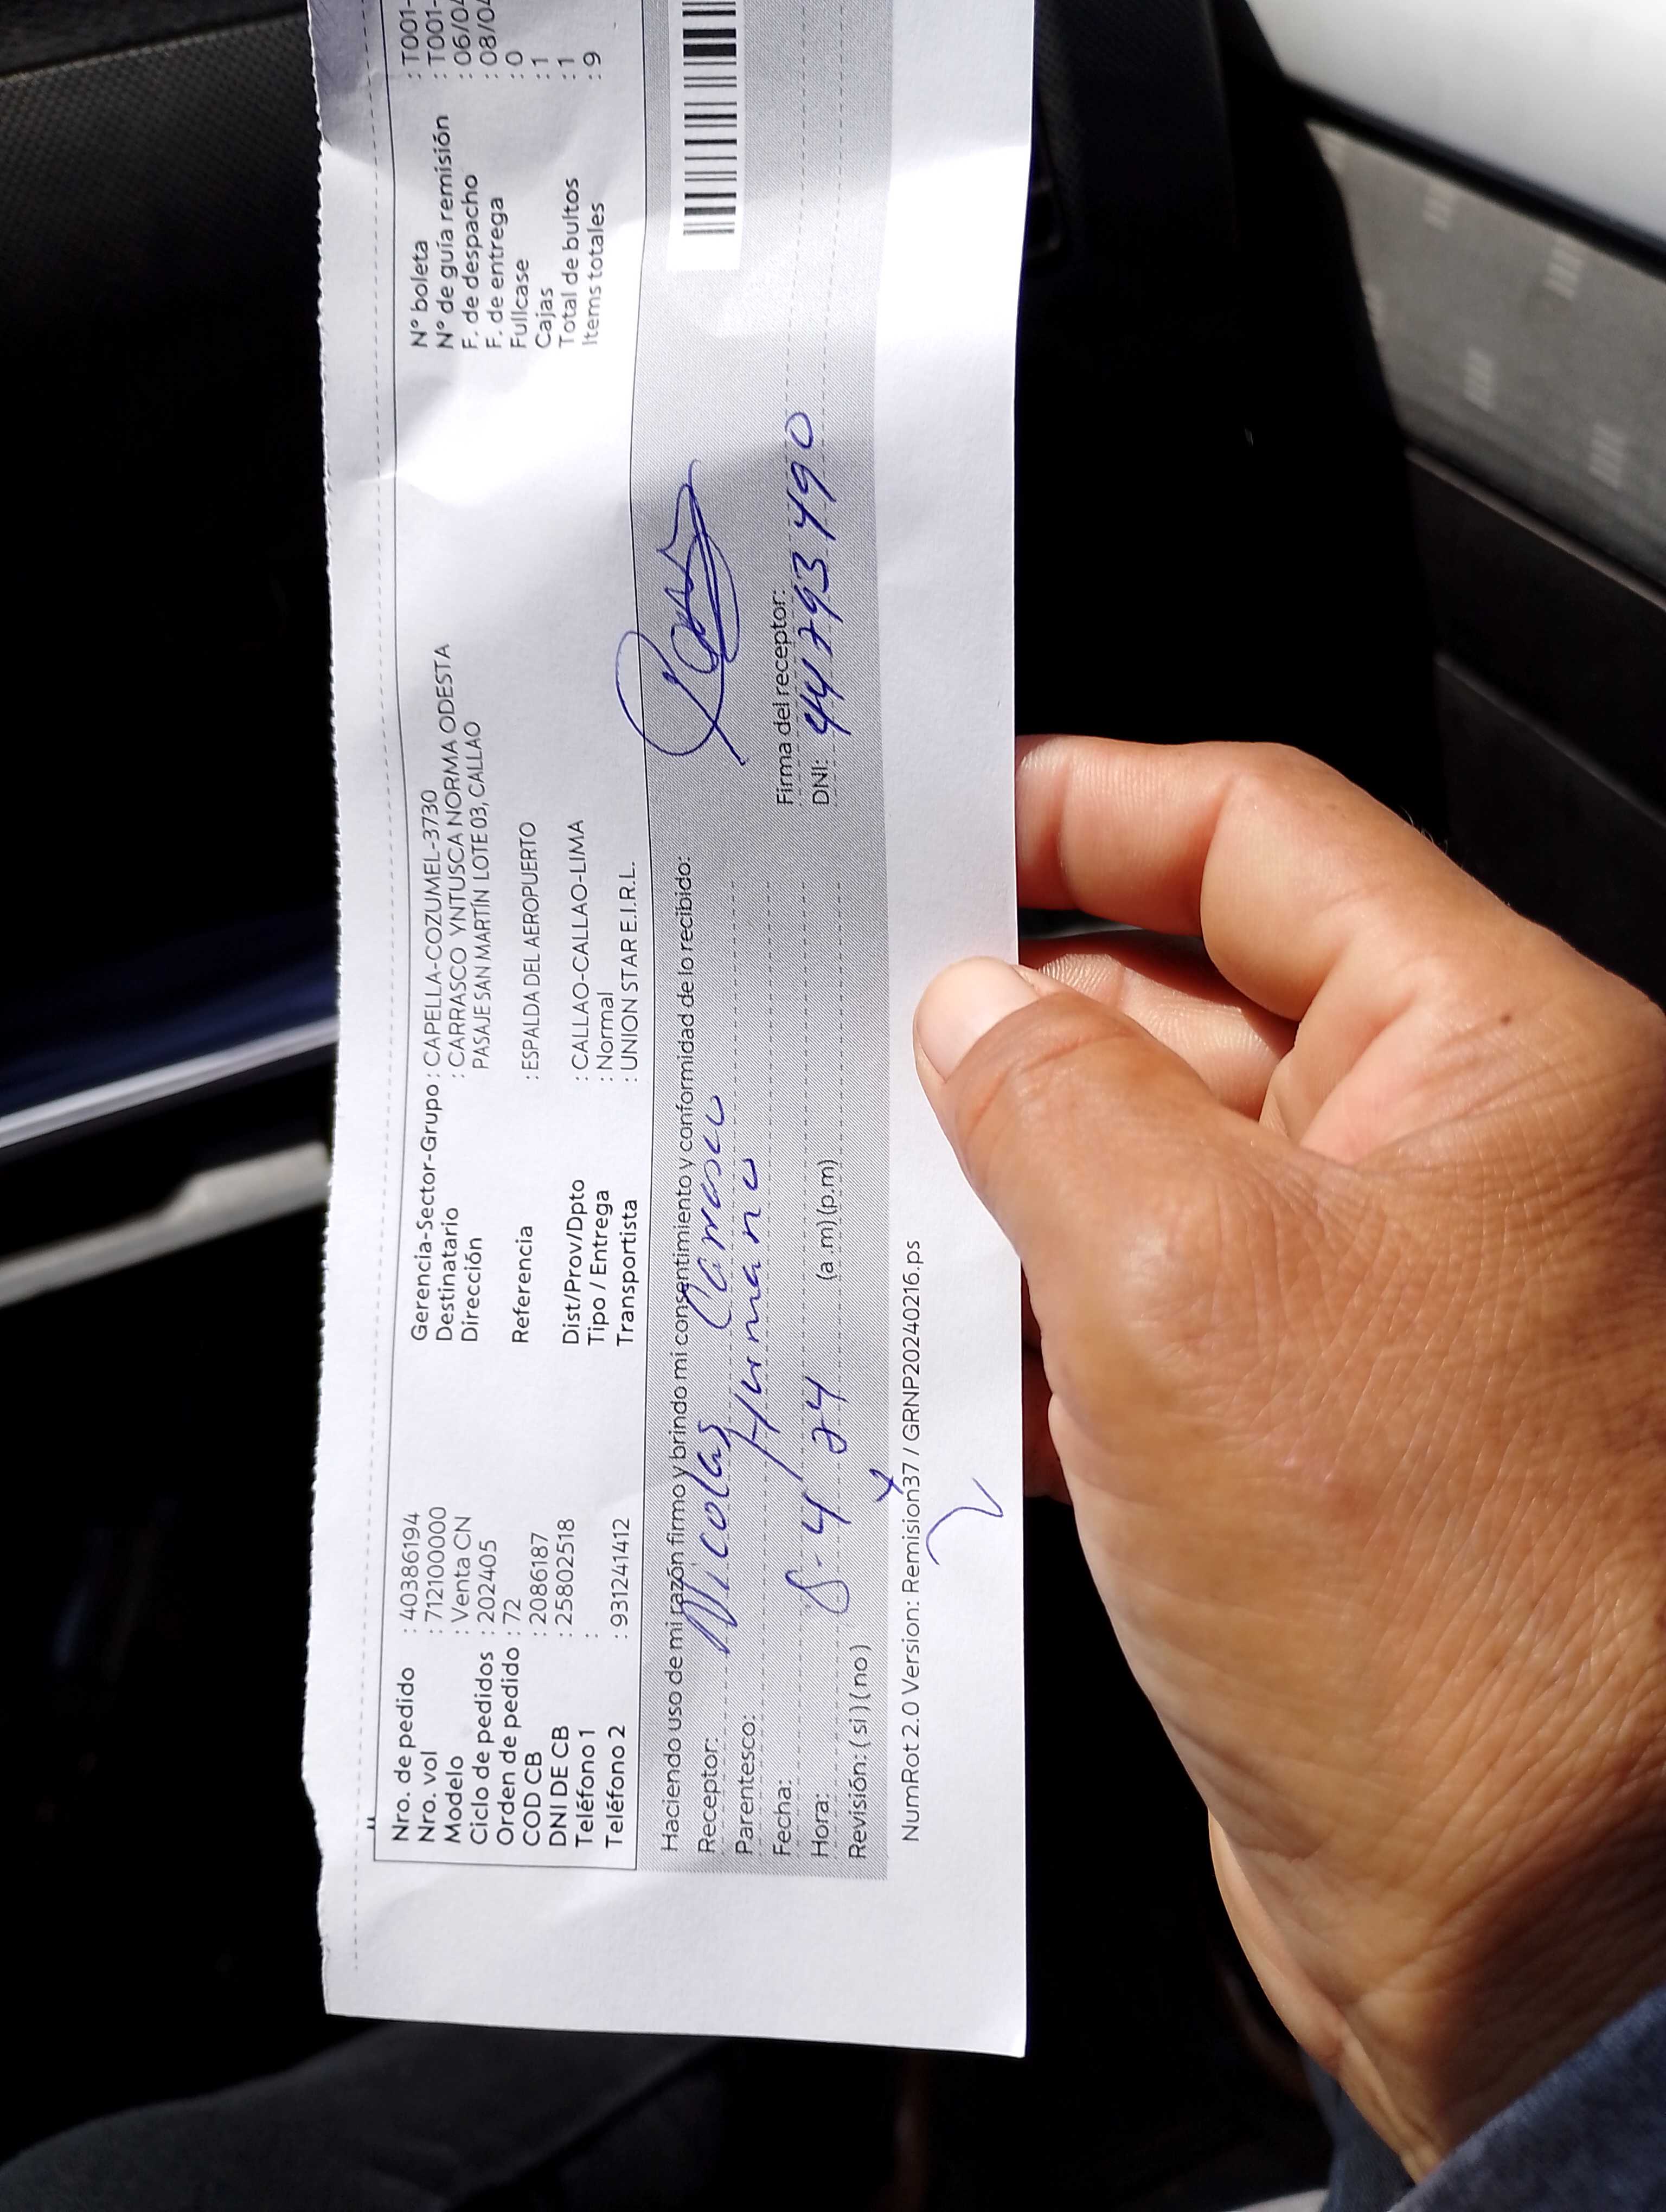 Nro. de pedido : 40386194
Nro. vol : 712100000
Modelo : Venta CN
Ciclo de pedidos : 202405
Orden de pedido : 72
COD CB : 2086187
DNI DE CB : 25802518
Teléfono 1 :
Teléfono 2 : 931241412
Gerencia-Sector-Grupo : CAPELLA-COZUMEL-3730
Destinatario : CARRASCO YNTUSCA NORMA ODESTA
Dirección PASAJE SAN MARTÍN LOTE 03, CALLAO
Referencia : ESPALDA DEL AEROPUERTO
Dist/Prov/Dpto : CALLAO-CALLAO-LIMA
Tipo / Entrega : Normal
Transportista : UNION STAR E.I.R.L.
N° boleta : T001-
N° de guía remisión : T001-
F. de despacho : 06/04
F. de entrega : 08/04
Fullcase : 0
Cajas : 1
Total de bultos : 1
Items totales : 9
Haciendo uso de mi razón firmo y brindo mi consentimiento y conformidad de lo recibido:
Receptor: Nicolas Carrasco
Parentesco: Hermano
Fecha: 8-4-24
Hora: (a.m) (p.m)
Revisión: ( si ) ( no )
Firma del receptor:
DNI: 44793490
NumRot 2.0 Version: Remision37 / GRNP20240216.ps